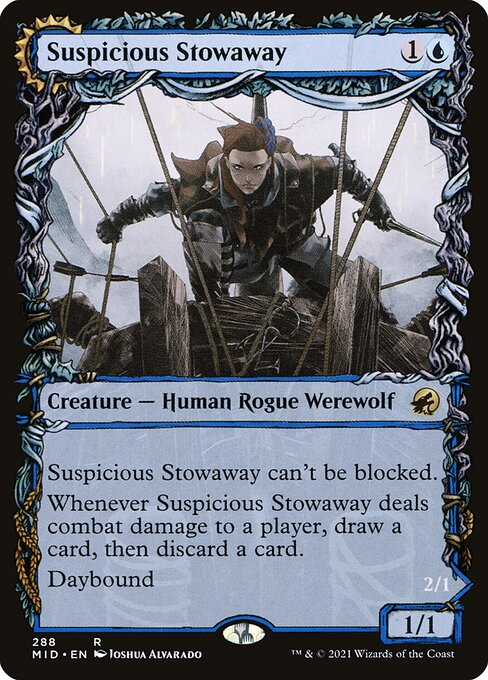 Suspicious Stowaway 1
Creature — Human Rogue Werewolf
Suspicious Stowaway can't be blocked.
Whenever Suspicious Stowaway deals
combat damage to a player, draw a
card, then discard a card.
Daybound
2/1
1/1
288 R
MID • EN Joshua Alvarado
™ & © 2021 Wizards of the Coast